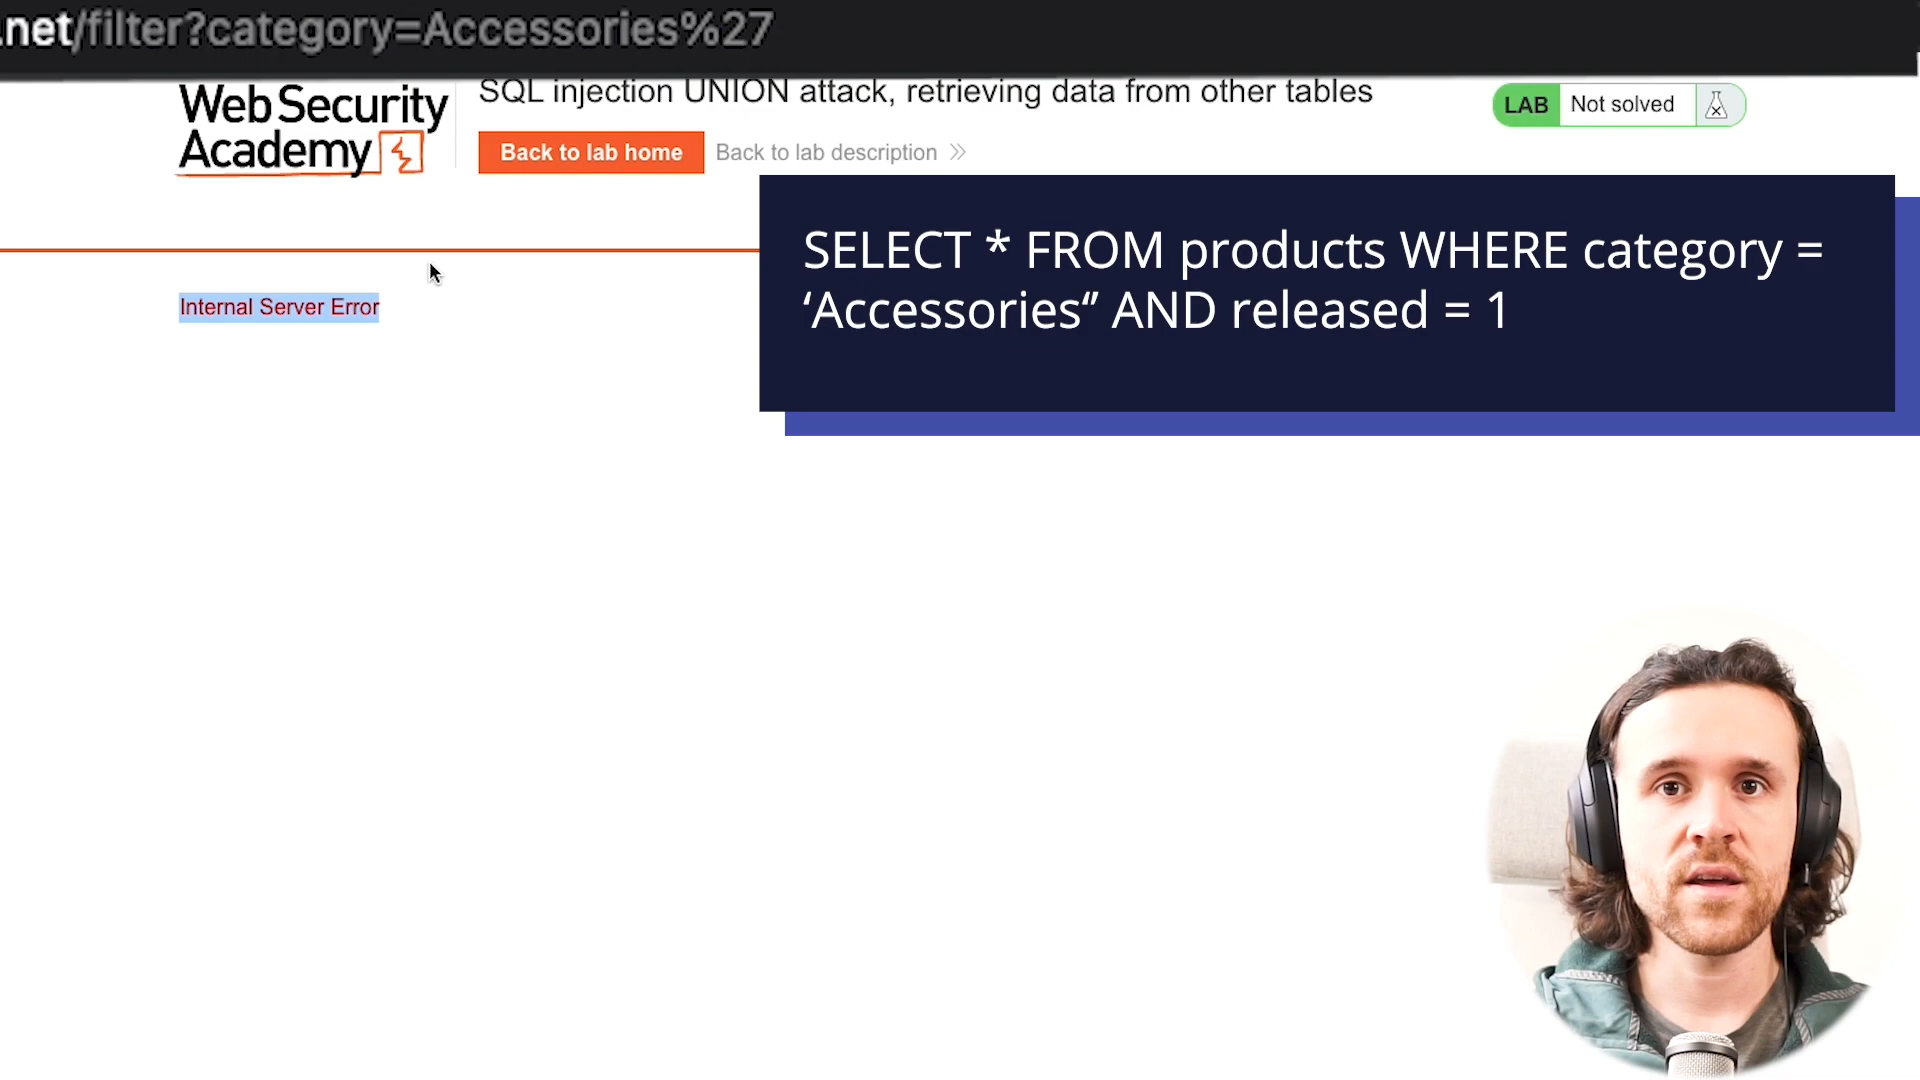 .net/filter?category=Accessories%27
Web Security
Academy
SQL injection UNION attack, retrieving data from other tables
Back to lab home
Back to lab description
LAB
Not solved
SELECT * FROM products WHERE category =
‘Accessories‘’ AND released = 1
Internal Server Error